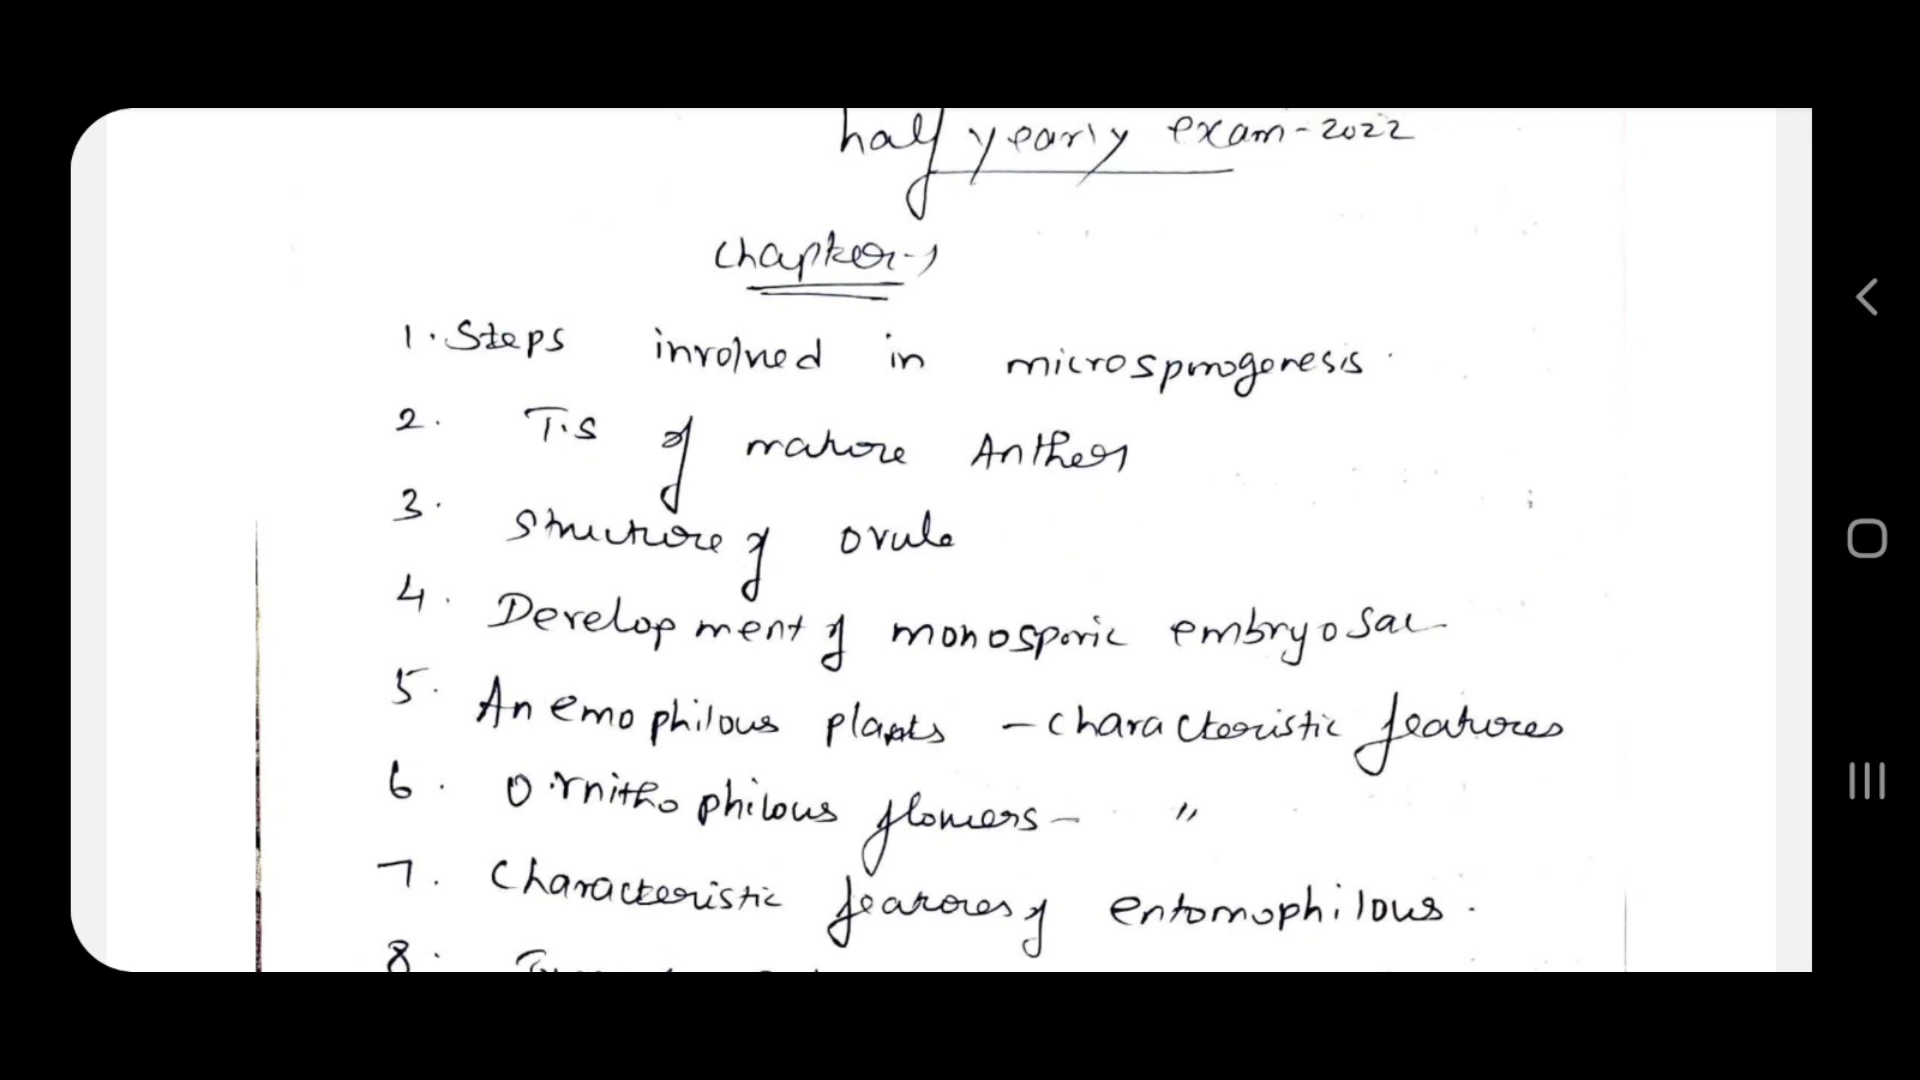 half yearly exam-2022
Chapter-1
1. Steps involved in microsporogenesis.
2. T.S of mature Anther
3. Structure of ovule
4. Development of monosporic embryosac
5. Anemophilous plants - characteristic features
6. Ornithophilous flowers - "
7. Characteristic features of entomophilous.
8.